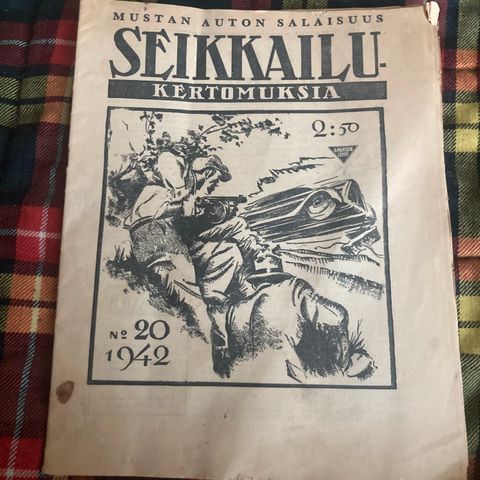 MUSTAN AUTON SALAISUUS
SEIKKAILU-
KERTOMUKSIA
2:50
Nº 20
1942